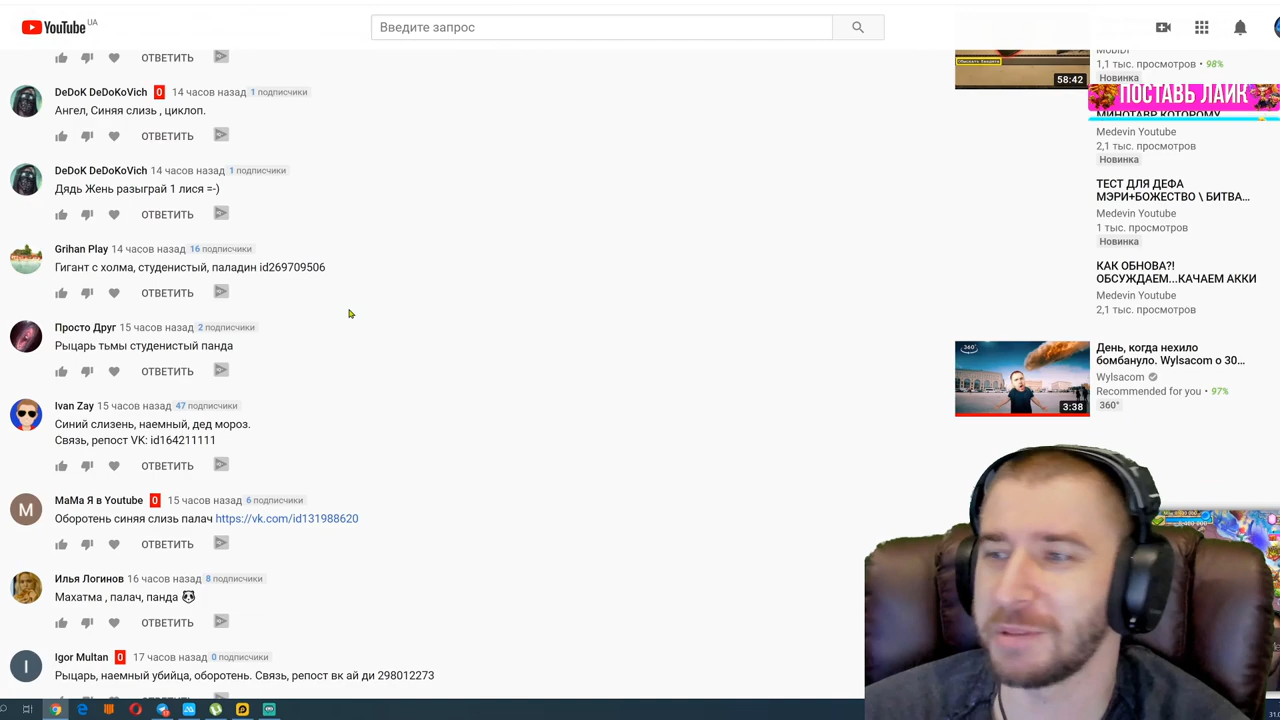 YouTube UA
Введите запрос
ОТВЕТИТЬ
DeDoK DeDoKoVich 0 14 часов назад 1 подписчики
Ангел, Синяя слизь , циклоп.
ОТВЕТИТЬ
DeDoK DeDoKoVich 14 часов назад 1 подписчики
Дядь Жень разыграй 1 лися =-)
ОТВЕТИТЬ
Grihan Play 14 часов назад 16 подписчики
Гигант с холма, студенистый, паладин id269709506
ОТВЕТИТЬ
Просто Друг 15 часов назад 2 подписчики
Рыцарь тьмы студенистый панда
ОТВЕТИТЬ
Ivan Zay 15 часов назад 47 подписчики
Синий слизень, наемный, дед мороз.
Связь, репост VK: id164211111
ОТВЕТИТЬ
МаМа Я в Youtube 0 15 часов назад 6 подписчики
Оборотень синяя слизь палач https://vk.com/id131988620
ОТВЕТИТЬ
Илья Логинов 16 часов назад 8 подписчики
Махатма , палач, панда
ОТВЕТИТЬ
Igor Multan 0 17 часов назад 0 подписчики
Рыцарь, наемный убийца, оборотень. Связь, репост вк ай ди 298012273
58:42
1,1 тыс. просмотров • 98%
Новинка
ПОСТАВЬ ЛАЙК
МИНОТАВР КОТОРОМУ
Medevin Youtube
2,1 тыс. просмотров
Новинка
ТЕСТ ДЛЯ ДЕФА
МЭРИ+БОЖЕСТВО \ БИТВА...
Medevin Youtube
1 тыс. просмотров
Новинка
КАК ОБНОВА?!
ОБСУЖДАЕМ...КАЧАЕМ АККИ
Medevin Youtube
2,1 тыс. просмотров
360°
3:38
День, когда нехило
бомбануло. Wylsacom о 30...
Wylsacom
Recommended for you • 97%
360°